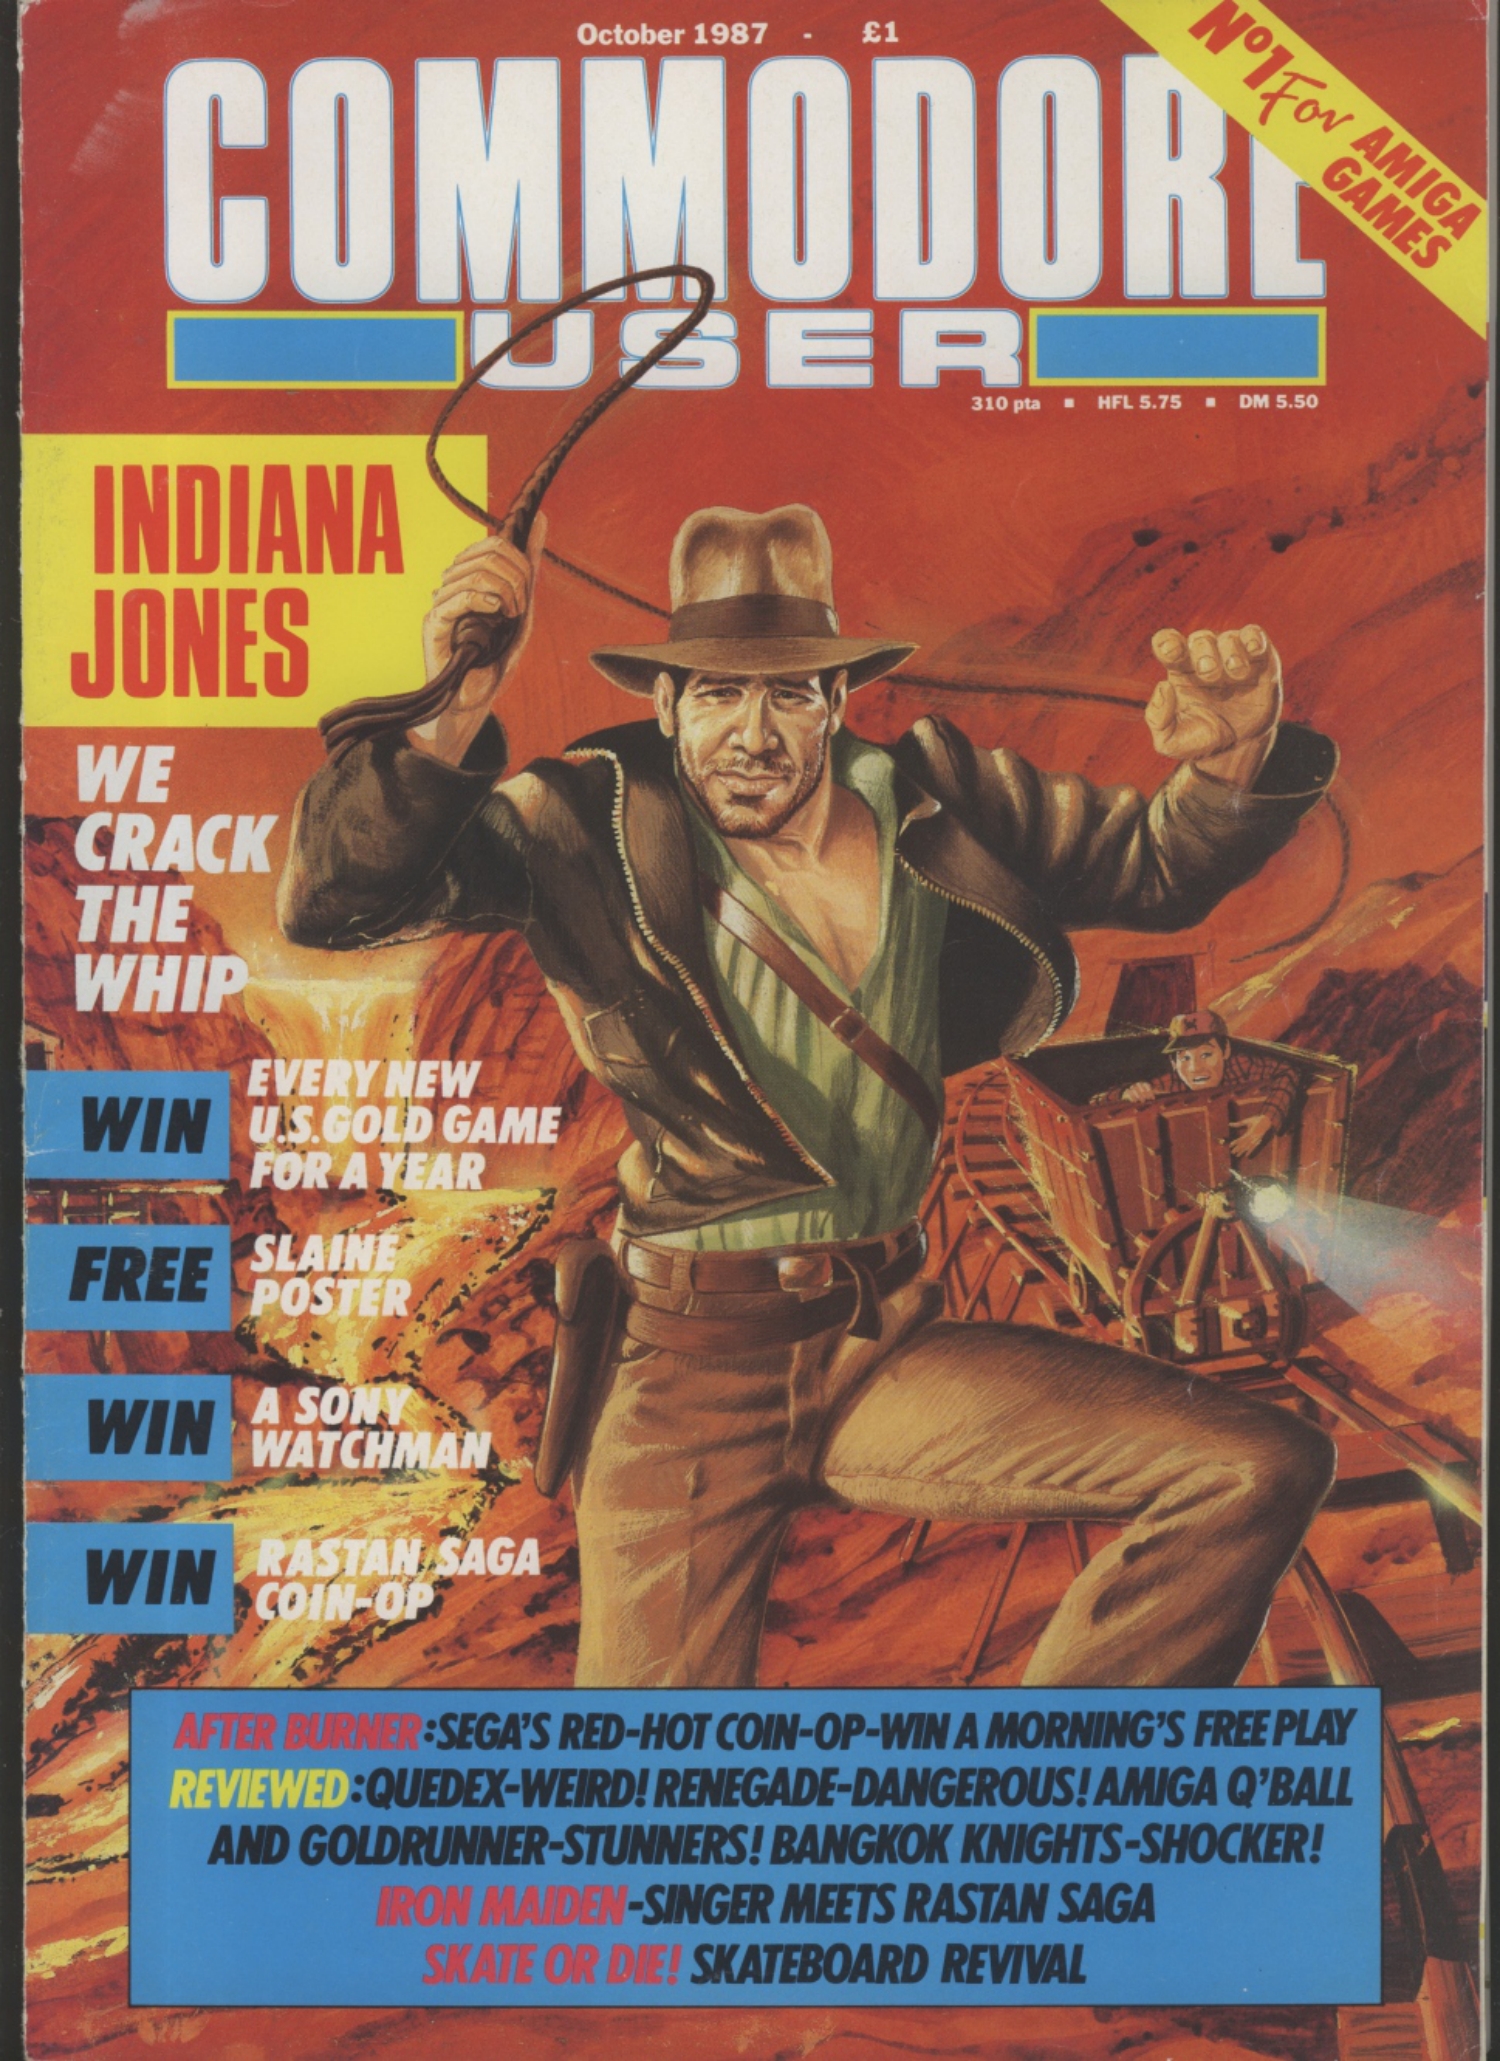 October 1987 - £1
COMMODORE
USER
Nº1 For AMIGA
GAMES
310 pta ■ HFL 5.75 ■ DM 5.50
INDIANA
JONES
WE
CRACK
THE
WHIP
WIN
EVERY NEW
U.S.GOLD GAME
FOR A YEAR
FREE
SLAINE
POSTER
WIN
A SONY
WATCHMAN
WIN
RASTAN SAGA
COIN-OP
AFTER BURNER:SEGA'S RED-HOT COIN-OP-WIN A MORNING'S FREE PLAY
REVIEWED:QUEDEX-WEIRD! RENEGADE-DANGEROUS! AMIGA Q'BALL
AND GOLDRUNNER-STUNNERS! BANGKOK KNIGHTS-SHOCKER!
IRON MAIDEN-SINGER MEETS RASTAN SAGA
SKATE OR DIE! SKATEBOARD REVIVAL